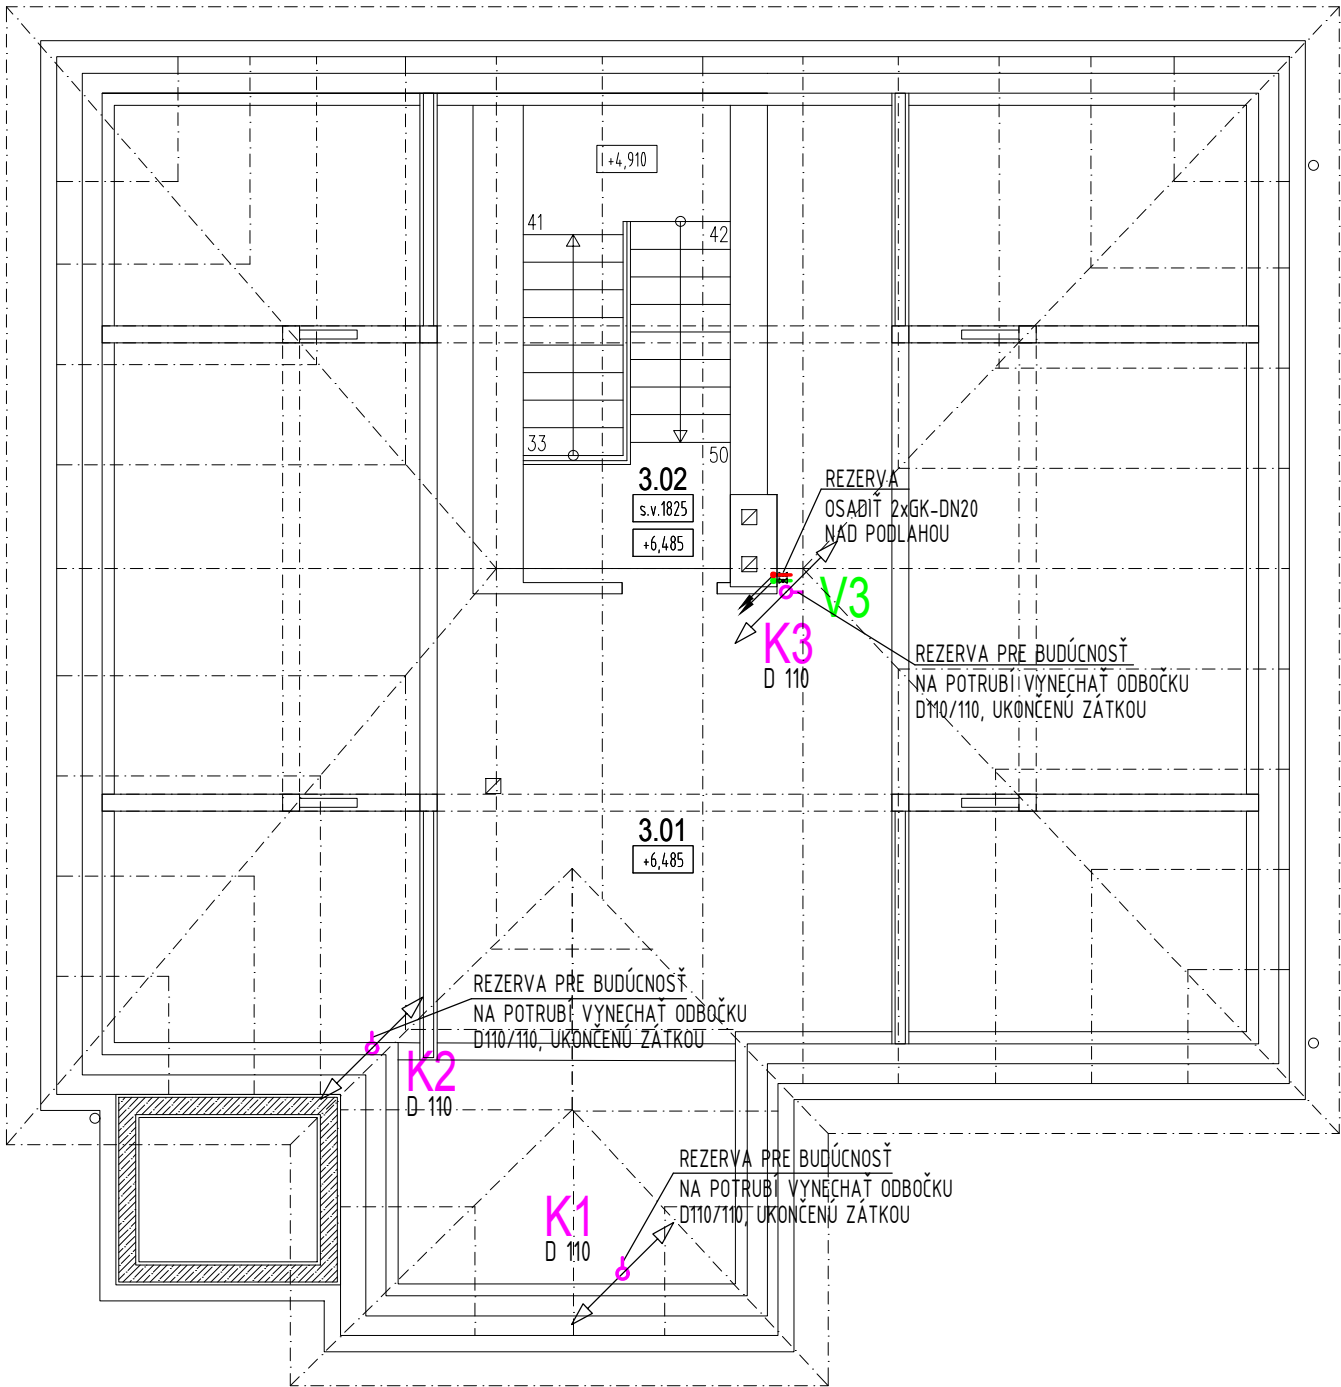 I +4,910
41
42
33
50
3.02
s.v.1825
+6,485
REZERVA
OSADIŤ 2xGK-DN20
NAD PODLAHOU
V3
K3
D 110
REZERVA PRE BUDÚCNOSŤ
NA POTRUBÍ VYNECHAŤ ODBOČKU
D110/110, UKONČENÚ ZÁTKOU
3.01
+6,485
REZERVA PRE BUDÚCNOSŤ
NA POTRUBÍ VYNECHAŤ ODBOČKU
D110/110, UKONČENÚ ZÁTKOU
K2
D 110
REZERVA PRE BUDÚCNOSŤ
NA POTRUBÍ VYNECHAŤ ODBOČKU
D110/110, UKONČENÚ ZÁTKOU
K1
D 110